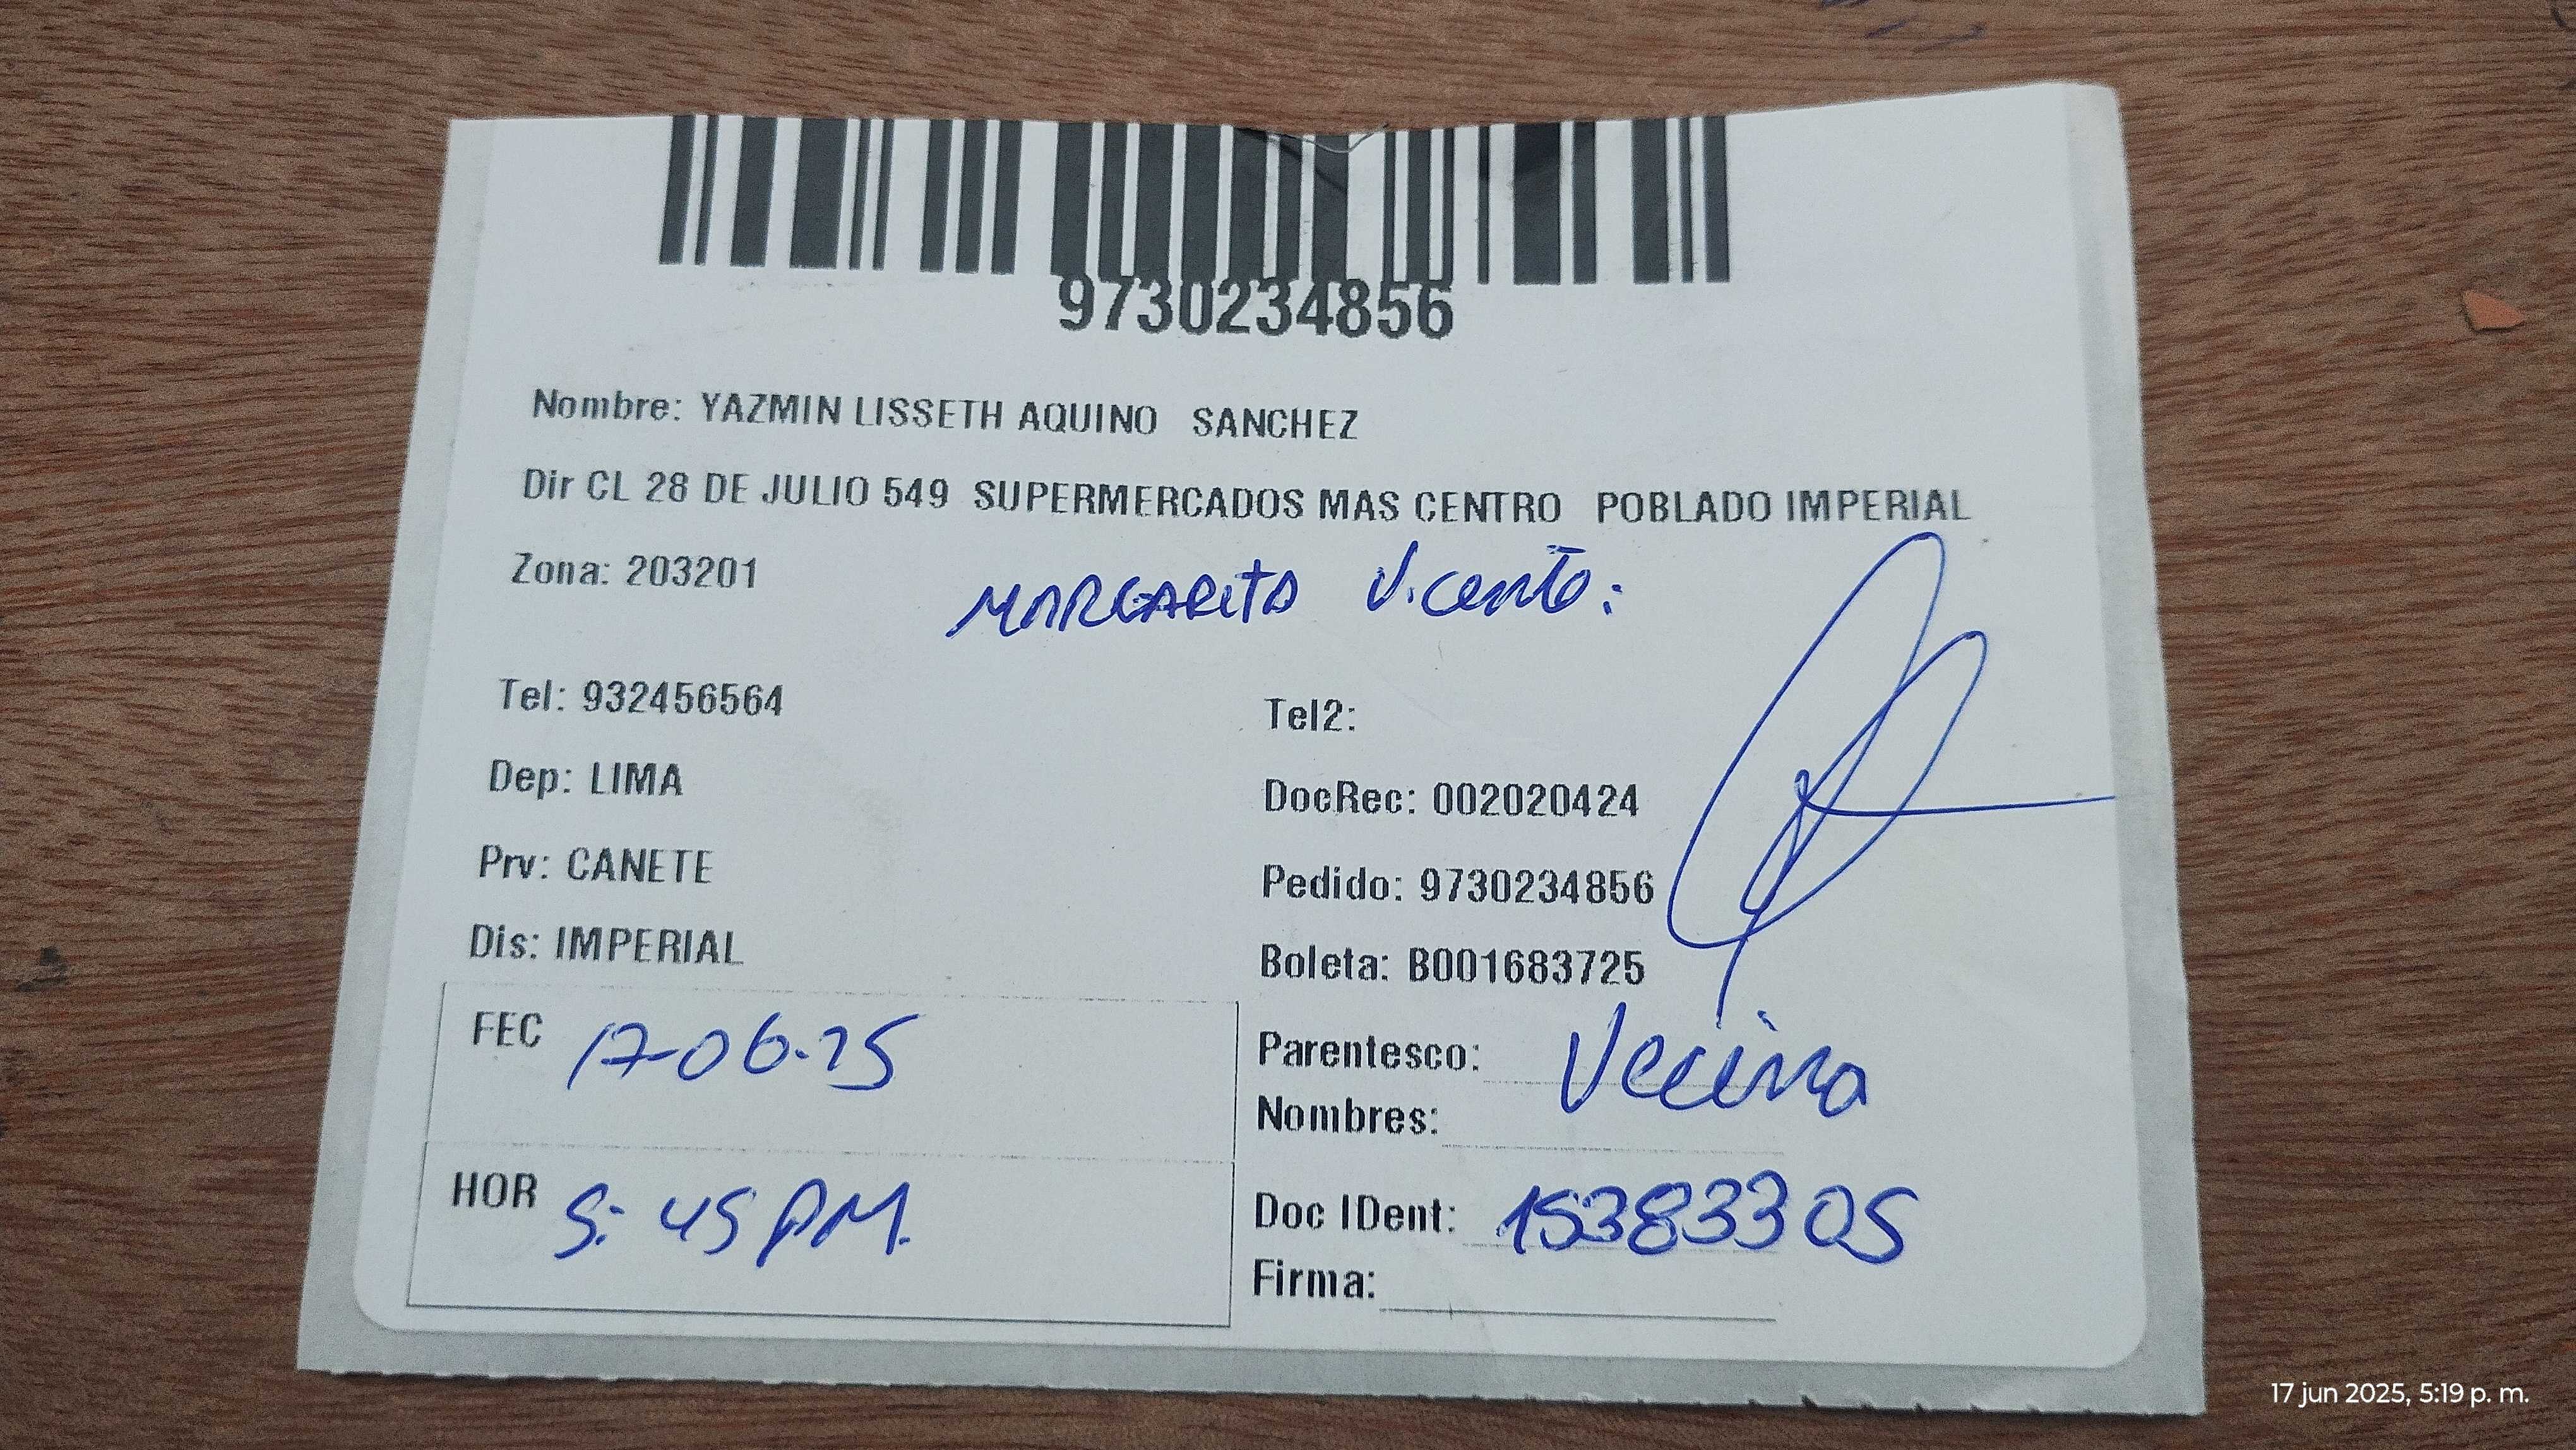 9730234856
Nombre: YAZMIN LISSETH AQUINO SANCHEZ
Dir CL 28 DE JULIO 549 SUPERMERCADOS MAS CENTRO POBLADO IMPERIAL
Zona: 203201
MARGARITA Vicente:
Tel: 932456564
Tel2:
Dep: LIMA
DocRec: 002020424
Prv: CANETE
Pedido: 9730234856
Dis: IMPERIAL
Boleta: B001683725
FEC 17-06-25
Parentesco: Vecina
Nombres:
HOR 5:45 PM.
Doc IDent: 15383305
Firma:
17 jun 2025, 5:19 p. m.